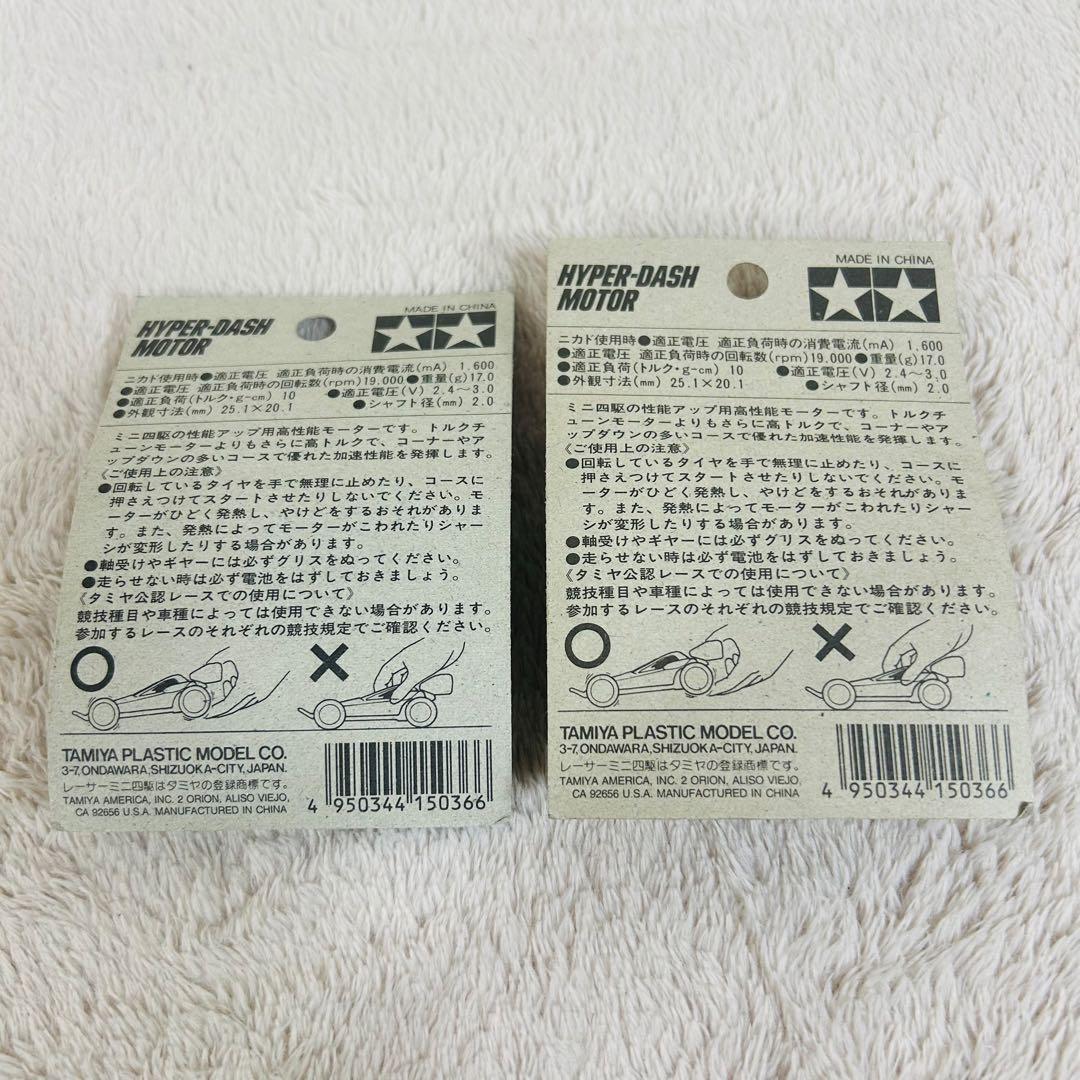 MADE IN CHINA
HYPER-DASH
MOTOR
ニカド使用時●適正電圧 適正負荷時の消費電流(mA) 1,600
●適正電圧 適正負荷時の回転数(rpm) 19,000●重量(g)17.0
●適正負荷(トルク・g-cm) 10 ●適正電圧(V) 2.4〜3.0
●外観寸法(mm) 25.1×20.1 ●シャフト径(mm) 2.0
ミニ四駆の性能アップ用高性能モーターです。トルクチ
ューンモーターよりもさらに高トルクで、コーナーやア
ップダウンの多いコースで優れた加速性能を発揮します。
《ご使用上の注意》
●回転しているタイヤを手で無理に止めたり、コースに
押さえつけてスタートさせたりしないでください。モ
ーターがひどく発熱し、やけどをするおそれがありま
す。また、発熱によってモーターがこわれたりシャー
シが変形したりする場合があります。
●軸受けやギヤーには必ずグリスをぬってください。
●走らせない時は必ず電池をはずしておきましょう。
《タミヤ公認レースでの使用について》
競技種目や車種によっては使用できない場合があります。
参加するレースのそれぞれの競技規定でご確認ください。
TAMIYA PLASTIC MODEL CO.
3-7, ONDAWARA, SHIZUOKA-CITY, JAPAN.
レーサーミニ四駆はタミヤの登録商標です。
TAMIYA AMERICA, INC. 2 ORION, ALISO VIEJO,
CA 92656 U.S.A. MANUFACTURED IN CHINA
4 950344 150366
MADE IN CHINA
HYPER-DASH
MOTOR
ニカド使用時●適正電圧 適正負荷時の消費電流(mA) 1,600
●適正電圧 適正負荷時の回転数(rpm) 19,000●重量(g)17.0
●適正負荷(トルク・g-cm) 10 ●適正電圧(V) 2.4〜3.0
●外観寸法(mm) 25.1×20.1 ●シャフト径(mm) 2.0
ミニ四駆の性能アップ用高性能モーターです。トルクチ
ューンモーターよりもさらに高トルクで、コーナーやア
ップダウンの多いコースで優れた加速性能を発揮します。
《ご使用上の注意》
●回転しているタイヤを手で無理に止めたり、コースに
押さえつけてスタートさせたりしないでください。モ
ーターがひどく発熱し、やけどをするおそれがありま
す。また、発熱によってモーターがこわれたりシャー
シが変形したりする場合があります。
●軸受けやギヤーには必ずグリスをぬってください。
●走らせない時は必ず電池をはずしておきましょう。
《タミヤ公認レースでの使用について》
競技種目や車種によっては使用できない場合があります。
参加するレースのそれぞれの競技規定でご確認ください。
TAMIYA PLASTIC MODEL CO.
3-7, ONDAWARA, SHIZUOKA-CITY, JAPAN.
レーサーミニ四駆はタミヤの登録商標です。
TAMIYA AMERICA, INC. 2 ORION, ALISO VIEJO,
CA 92656 U.S.A. MANUFACTURED IN CHINA
4 950344 150366